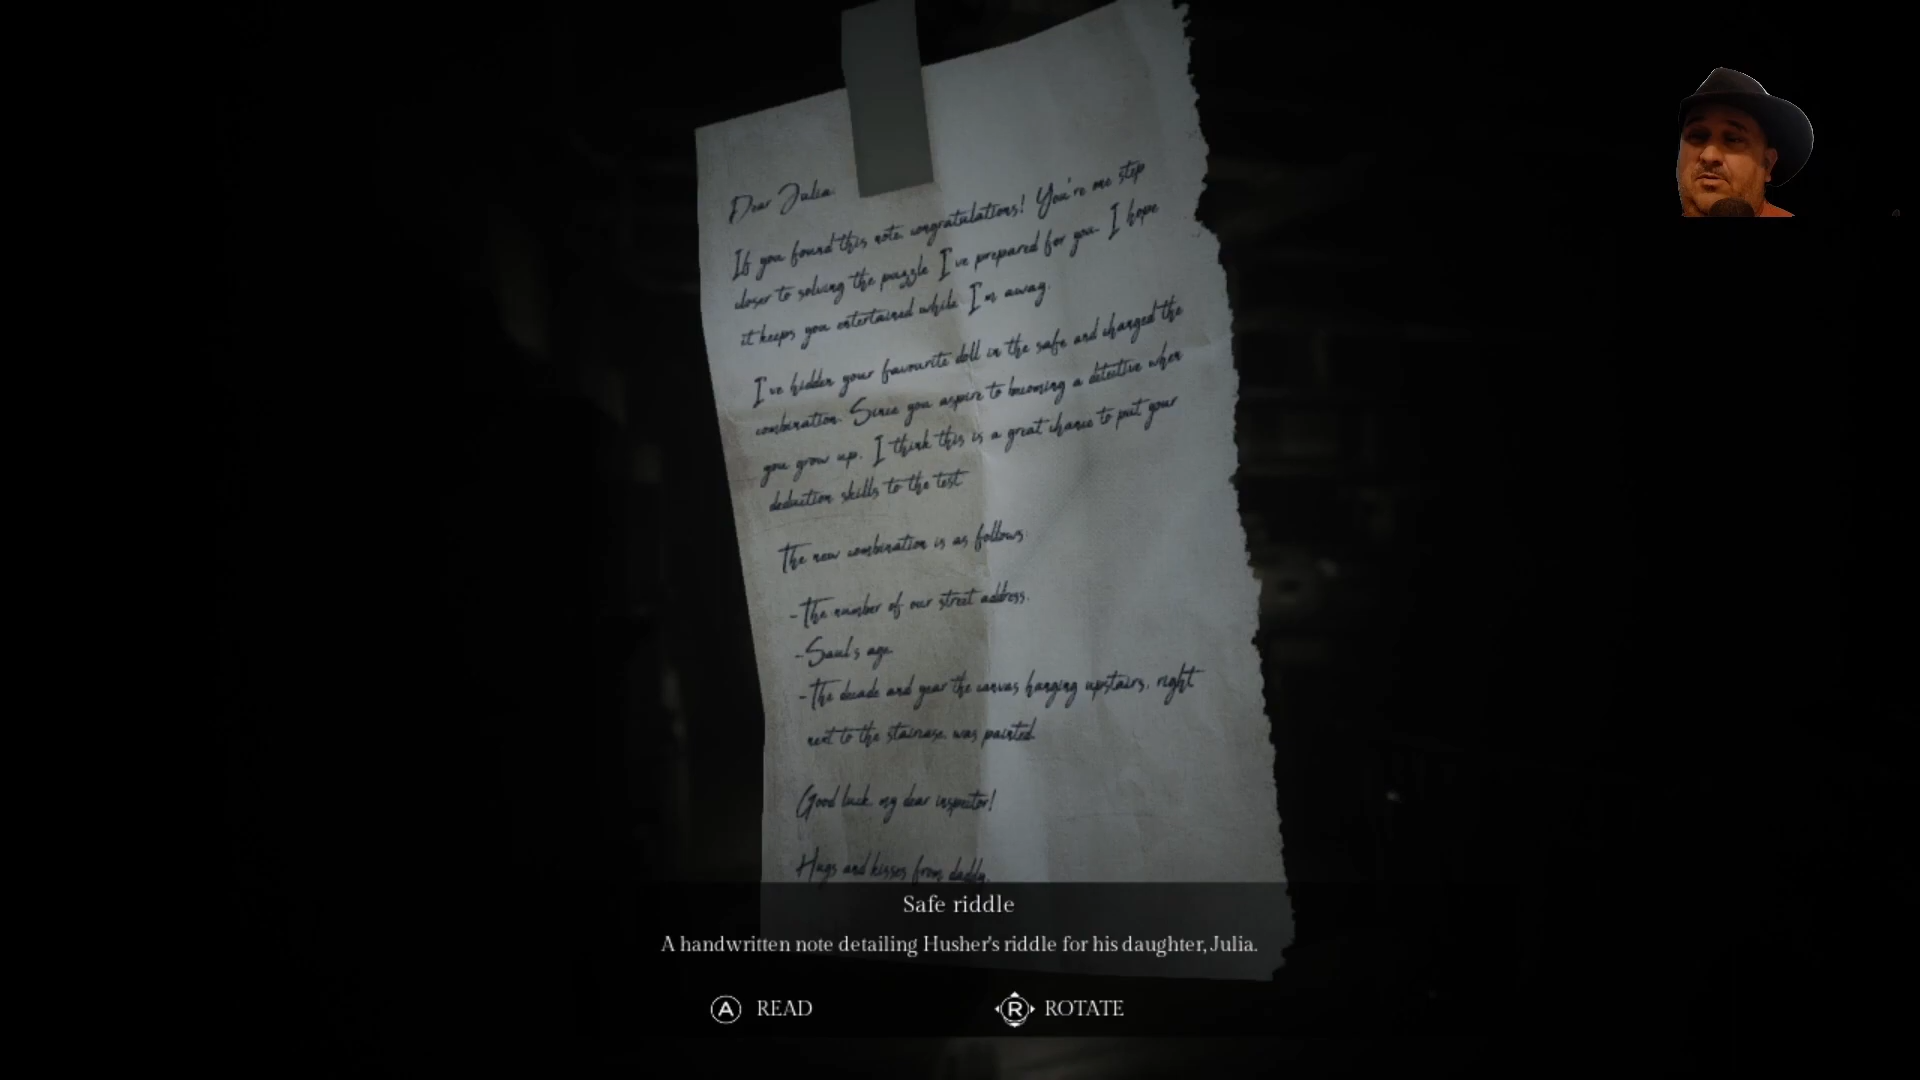 Dear Julia.
If you found this note, congratulations! You're one step
closer to solving the puzzle I've prepared for you. I hope
it keeps you entertained while I'm away.
I've hidden your favourite doll in the safe and changed the
combination. Since you aspire to becoming a detective when
you grow up, I think this is a great chance to put your
deduction skills to the test
The new combination is as follows:
-The number of our street address.
-Saul's age
-The decade and year the canvas hanging upstairs, right
next to the staircase, was painted.
Good luck, my dear inspector!
Hugs and kisses from daddy.
Safe riddle
A handwritten note detailing Husher's riddle for his daughter, Julia.
A READ
R ROTATE